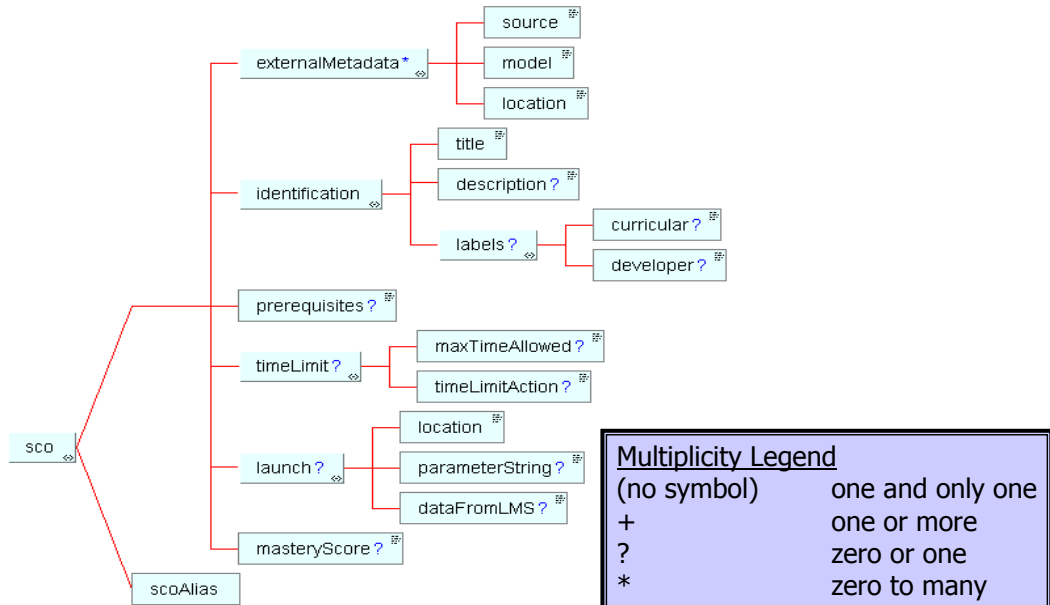 source
externalMetadata*
model
location
title
identification
description?
labels?
curricular?
developer?
prerequisites?
timeLimit?
maxTimeAllowed?
timeLimitAction?
sco
launch?
location
parameterString?
dataFromLMS?
masteryScore?
scoAlias
Multiplicity Legend
(no symbol) one and only one
+ one or more
? zero or one
* zero to many